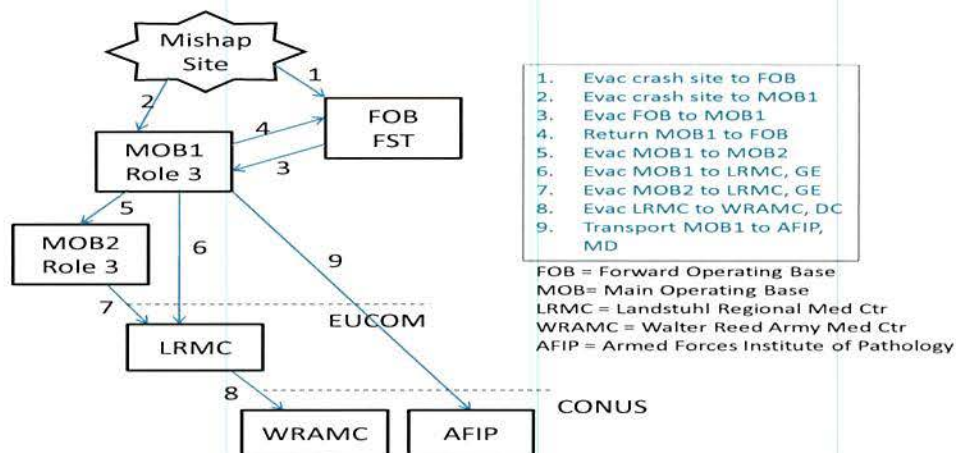 Mishap
Site
1
2
FOB
FST
4
3
MOB1
Role 3
5
6
9
MOB2
Role 3
7
EUCOM
LRMC
8
CONUS
WRAMC
AFIP
1. Evac crash site to FOB
2. Evac crash site to MOB1
3. Evac FOB to MOB1
4. Return MOB1 to FOB
5. Evac MOB1 to MOB2
6. Evac MOB1 to LRMC, GE
7. Evac MOB2 to LRMC, GE
8. Evac LRMC to WRAMC, DC
9. Transport MOB1 to AFIP,
MD
FOB = Forward Operating Base
MOB= Main Operating Base
LRMC = Landstuhl Regional Med Ctr
WRAMC = Walter Reed Army Med Ctr
AFIP = Armed Forces Institute of Pathology